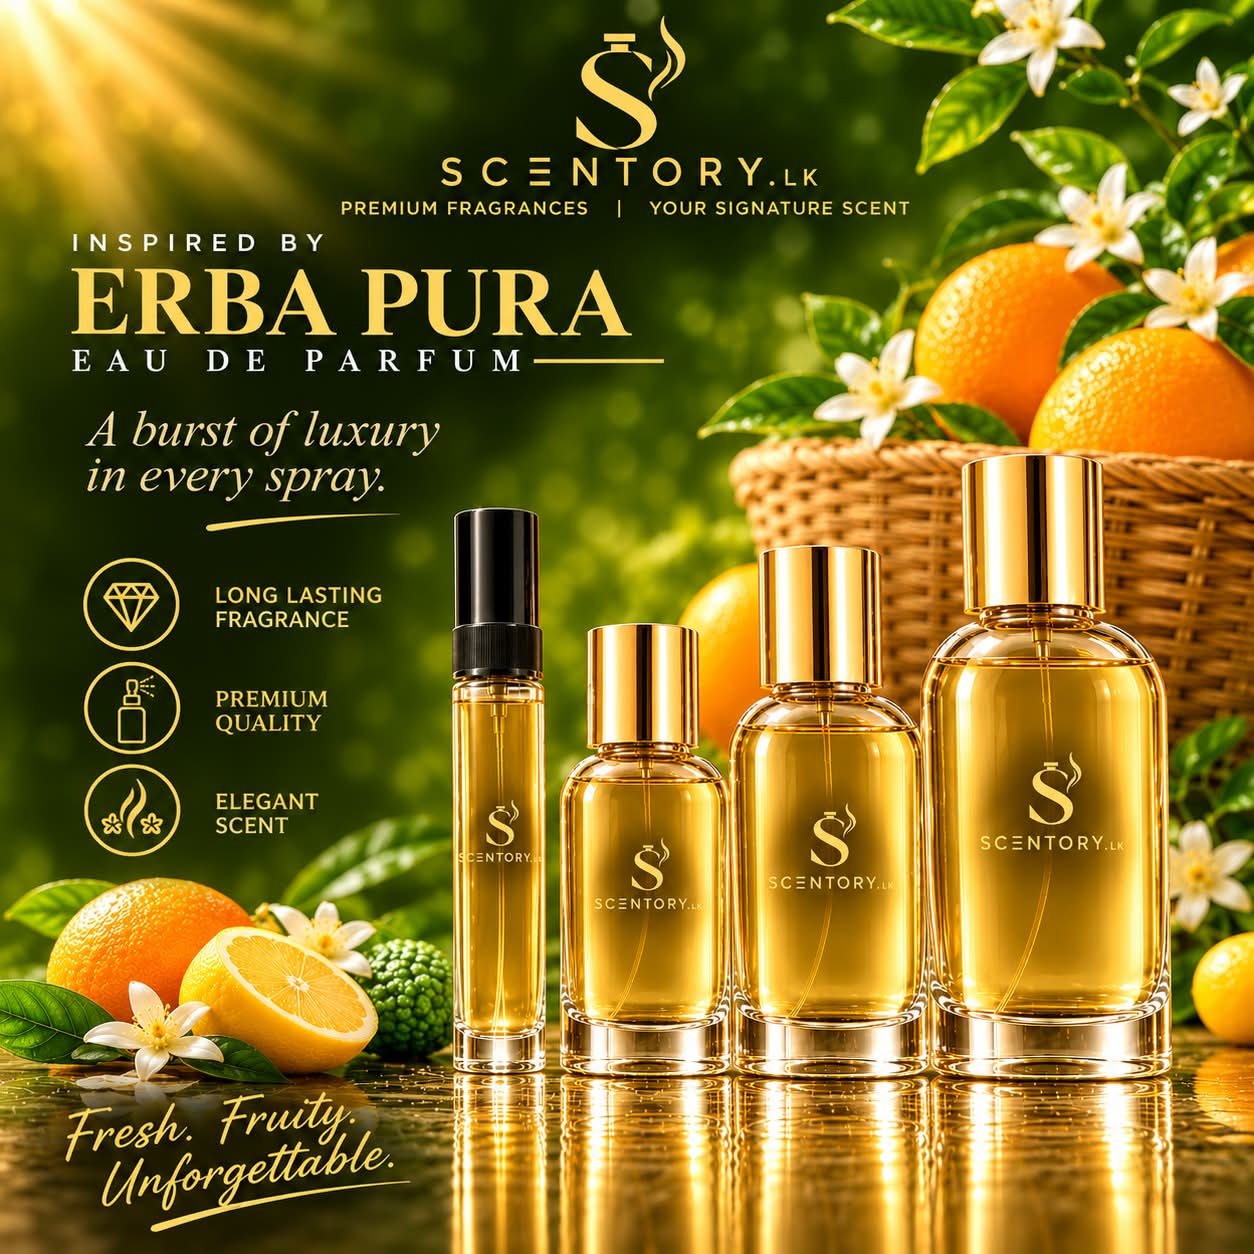 S
SCENTORY.LK
PREMIUM FRAGRANCES | YOUR SIGNATURE SCENT
INSPIRED BY
ERBA PURA
EAU DE PARFUM
A burst of luxury
in every spray.
LONG LASTING
FRAGRANCE
PREMIUM
QUALITY
ELEGANT
SCENT
S
SCENTORY.LK
S
SCENTORY.LK
S
SCENTORY.LK
S
SCENTORY.LK
Fresh. Fruity.
Unforgettable.